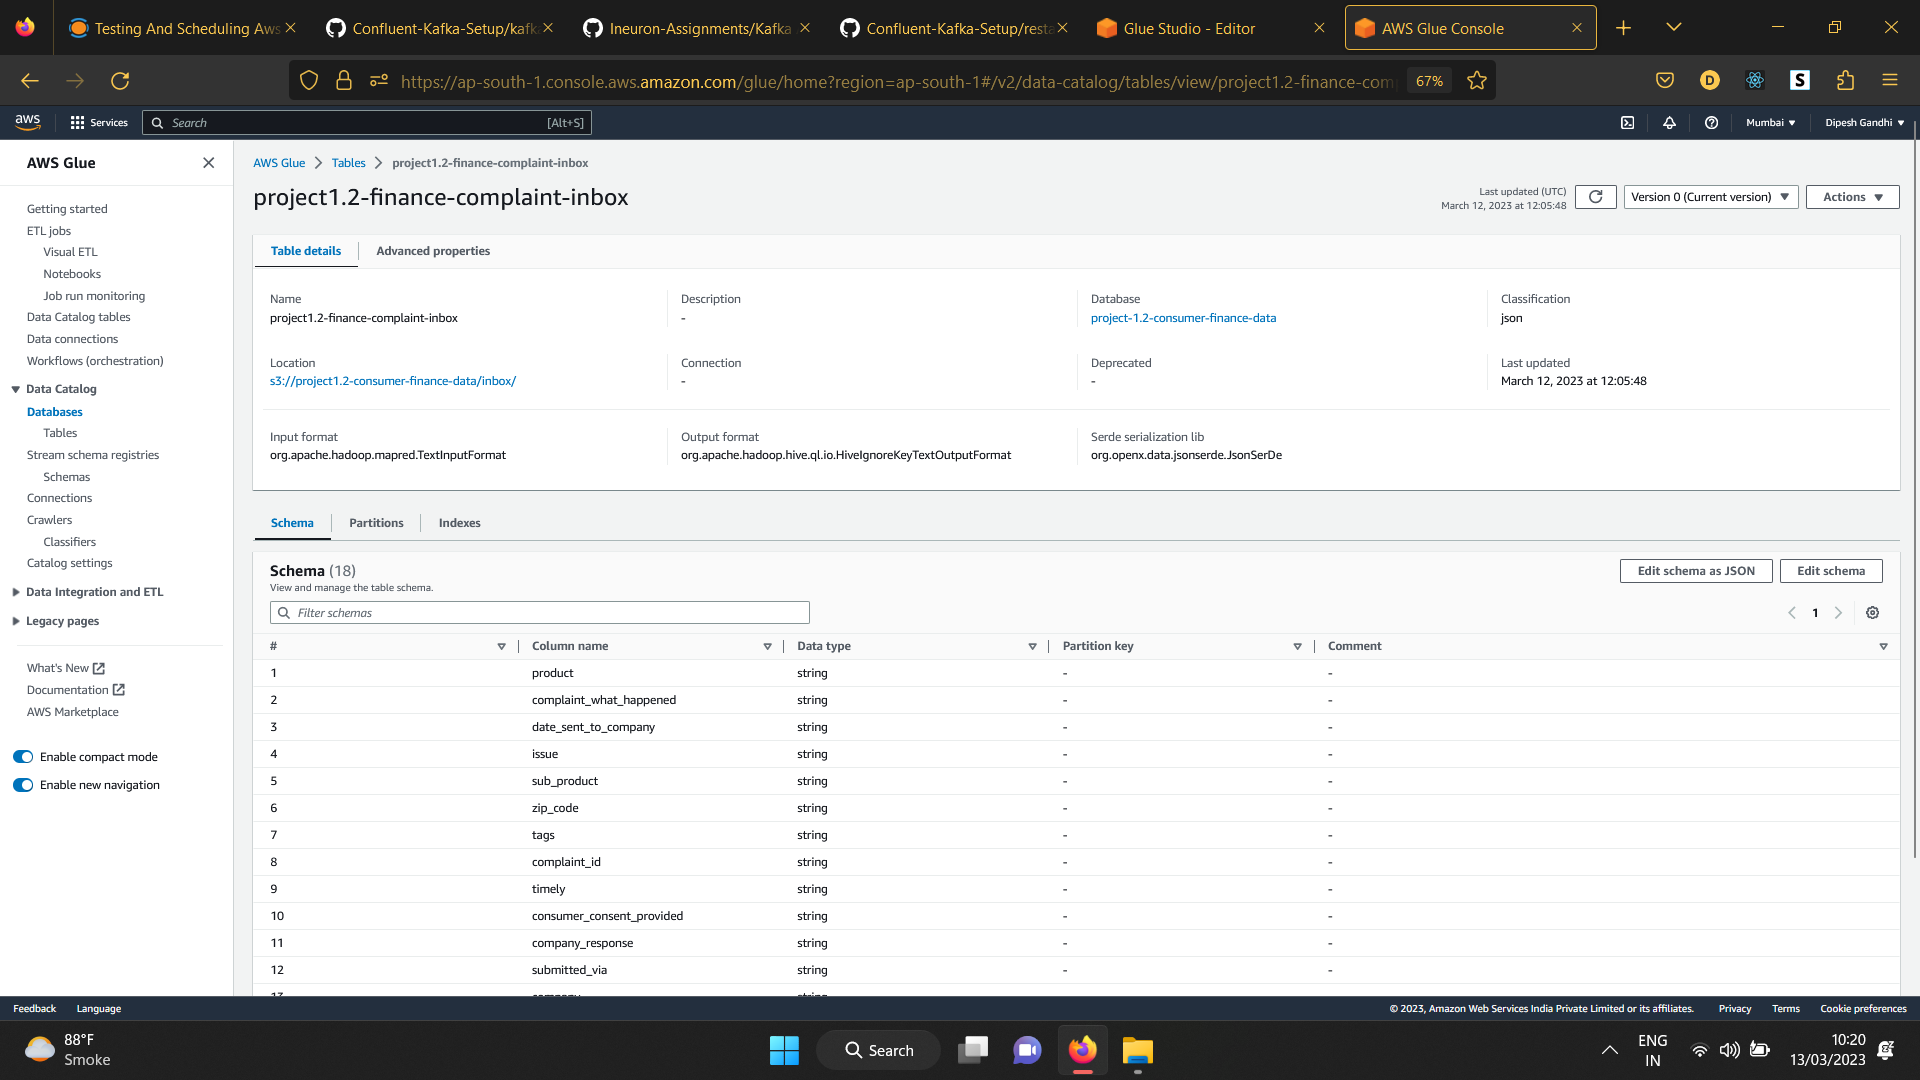 Testing And Scheduling Aws
Confluent-Kafka-Setup/kafk
Ineuron-Assignments/Kafka
Confluent-Kafka-Setup/resta
Glue Studio - Editor
AWS Glue Console
https://ap-south-1.console.aws.amazon.com/glue/home?region=ap-south-1#/v2/data-catalog/tables/view/project1.2-finance-com
67%
D
S
aws
Services
Search
[Alt+S]
Mumbai
Dipesh Gandhi
AWS Glue
Getting started
ETL jobs
Visual ETL
Notebooks
Job run monitoring
Data Catalog tables
Data connections
Workflows (orchestration)
Data Catalog
Databases
Tables
Stream schema registries
Schemas
Connections
Crawlers
Classifiers
Catalog settings
Data Integration and ETL
Legacy pages
What's New
Documentation
AWS Marketplace
Enable compact mode
Enable new navigation
AWS Glue > Tables > project1.2-finance-complaint-inbox
project1.2-finance-complaint-inbox
Last updated (UTC)
March 12, 2023 at 12:05:48
Version 0 (Current version)
Actions
Table details
Advanced properties
Name
project1.2-finance-complaint-inbox
Description
-
Database
project-1.2-consumer-finance-data
Classification
json
Location
s3://project1.2-consumer-finance-data/inbox/
Connection
-
Deprecated
-
Last updated
March 12, 2023 at 12:05:48
Input format
org.apache.hadoop.mapred.TextInputFormat
Output format
org.apache.hadoop.hive.ql.io.HiveIgnoreKeyTextOutputFormat
Serde serialization lib
org.openx.data.jsonserde.JsonSerDe
Schema
Partitions
Indexes
Schema (18)
View and manage the table schema.
Edit schema as JSON
Edit schema
Filter schemas
1
# Column name Data type Partition key Comment
1 product string - -
2 complaint_what_happened string - -
3 date_sent_to_company string - -
4 issue string - -
5 sub_product string - -
6 zip_code string - -
7 tags string - -
8 complaint_id string - -
9 timely string - -
10 consumer_consent_provided string - -
11 company_response string - -
12 submitted_via string - -
Feedback
Language
© 2023, Amazon Web Services India Private Limited or its affiliates.
Privacy
Terms
Cookie preferences
88°F
Smoke
Search
ENG
IN
10:20
13/03/2023